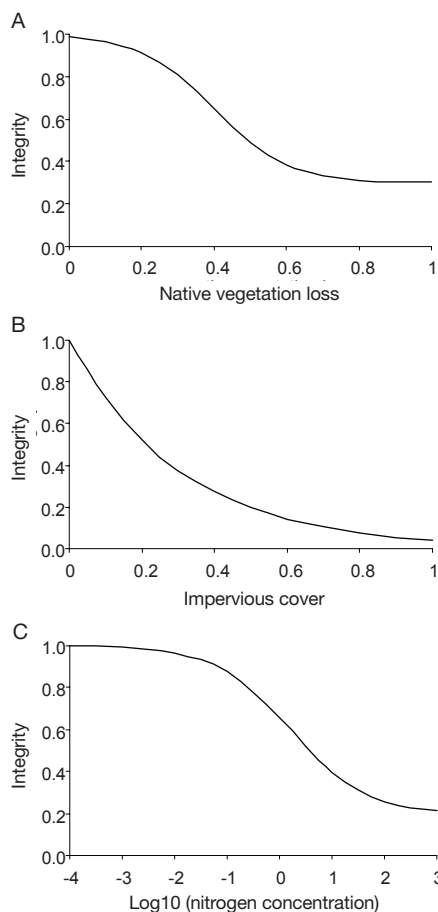 A
Integrity
1.0
0.8
0.6
0.4
0.2
0.0
0 0.2 0.4 0.6 0.8 1
Native vegetation loss
B
Integrity
1.0
0.8
0.6
0.4
0.2
0.0
0 0.2 0.4 0.6 0.8 1
Impervious cover
C
Integrity
1.0
0.8
0.6
0.4
0.2
0.0
-4 -3 -2 -1 0 1 2 3
Log10 (nitrogen concentration)